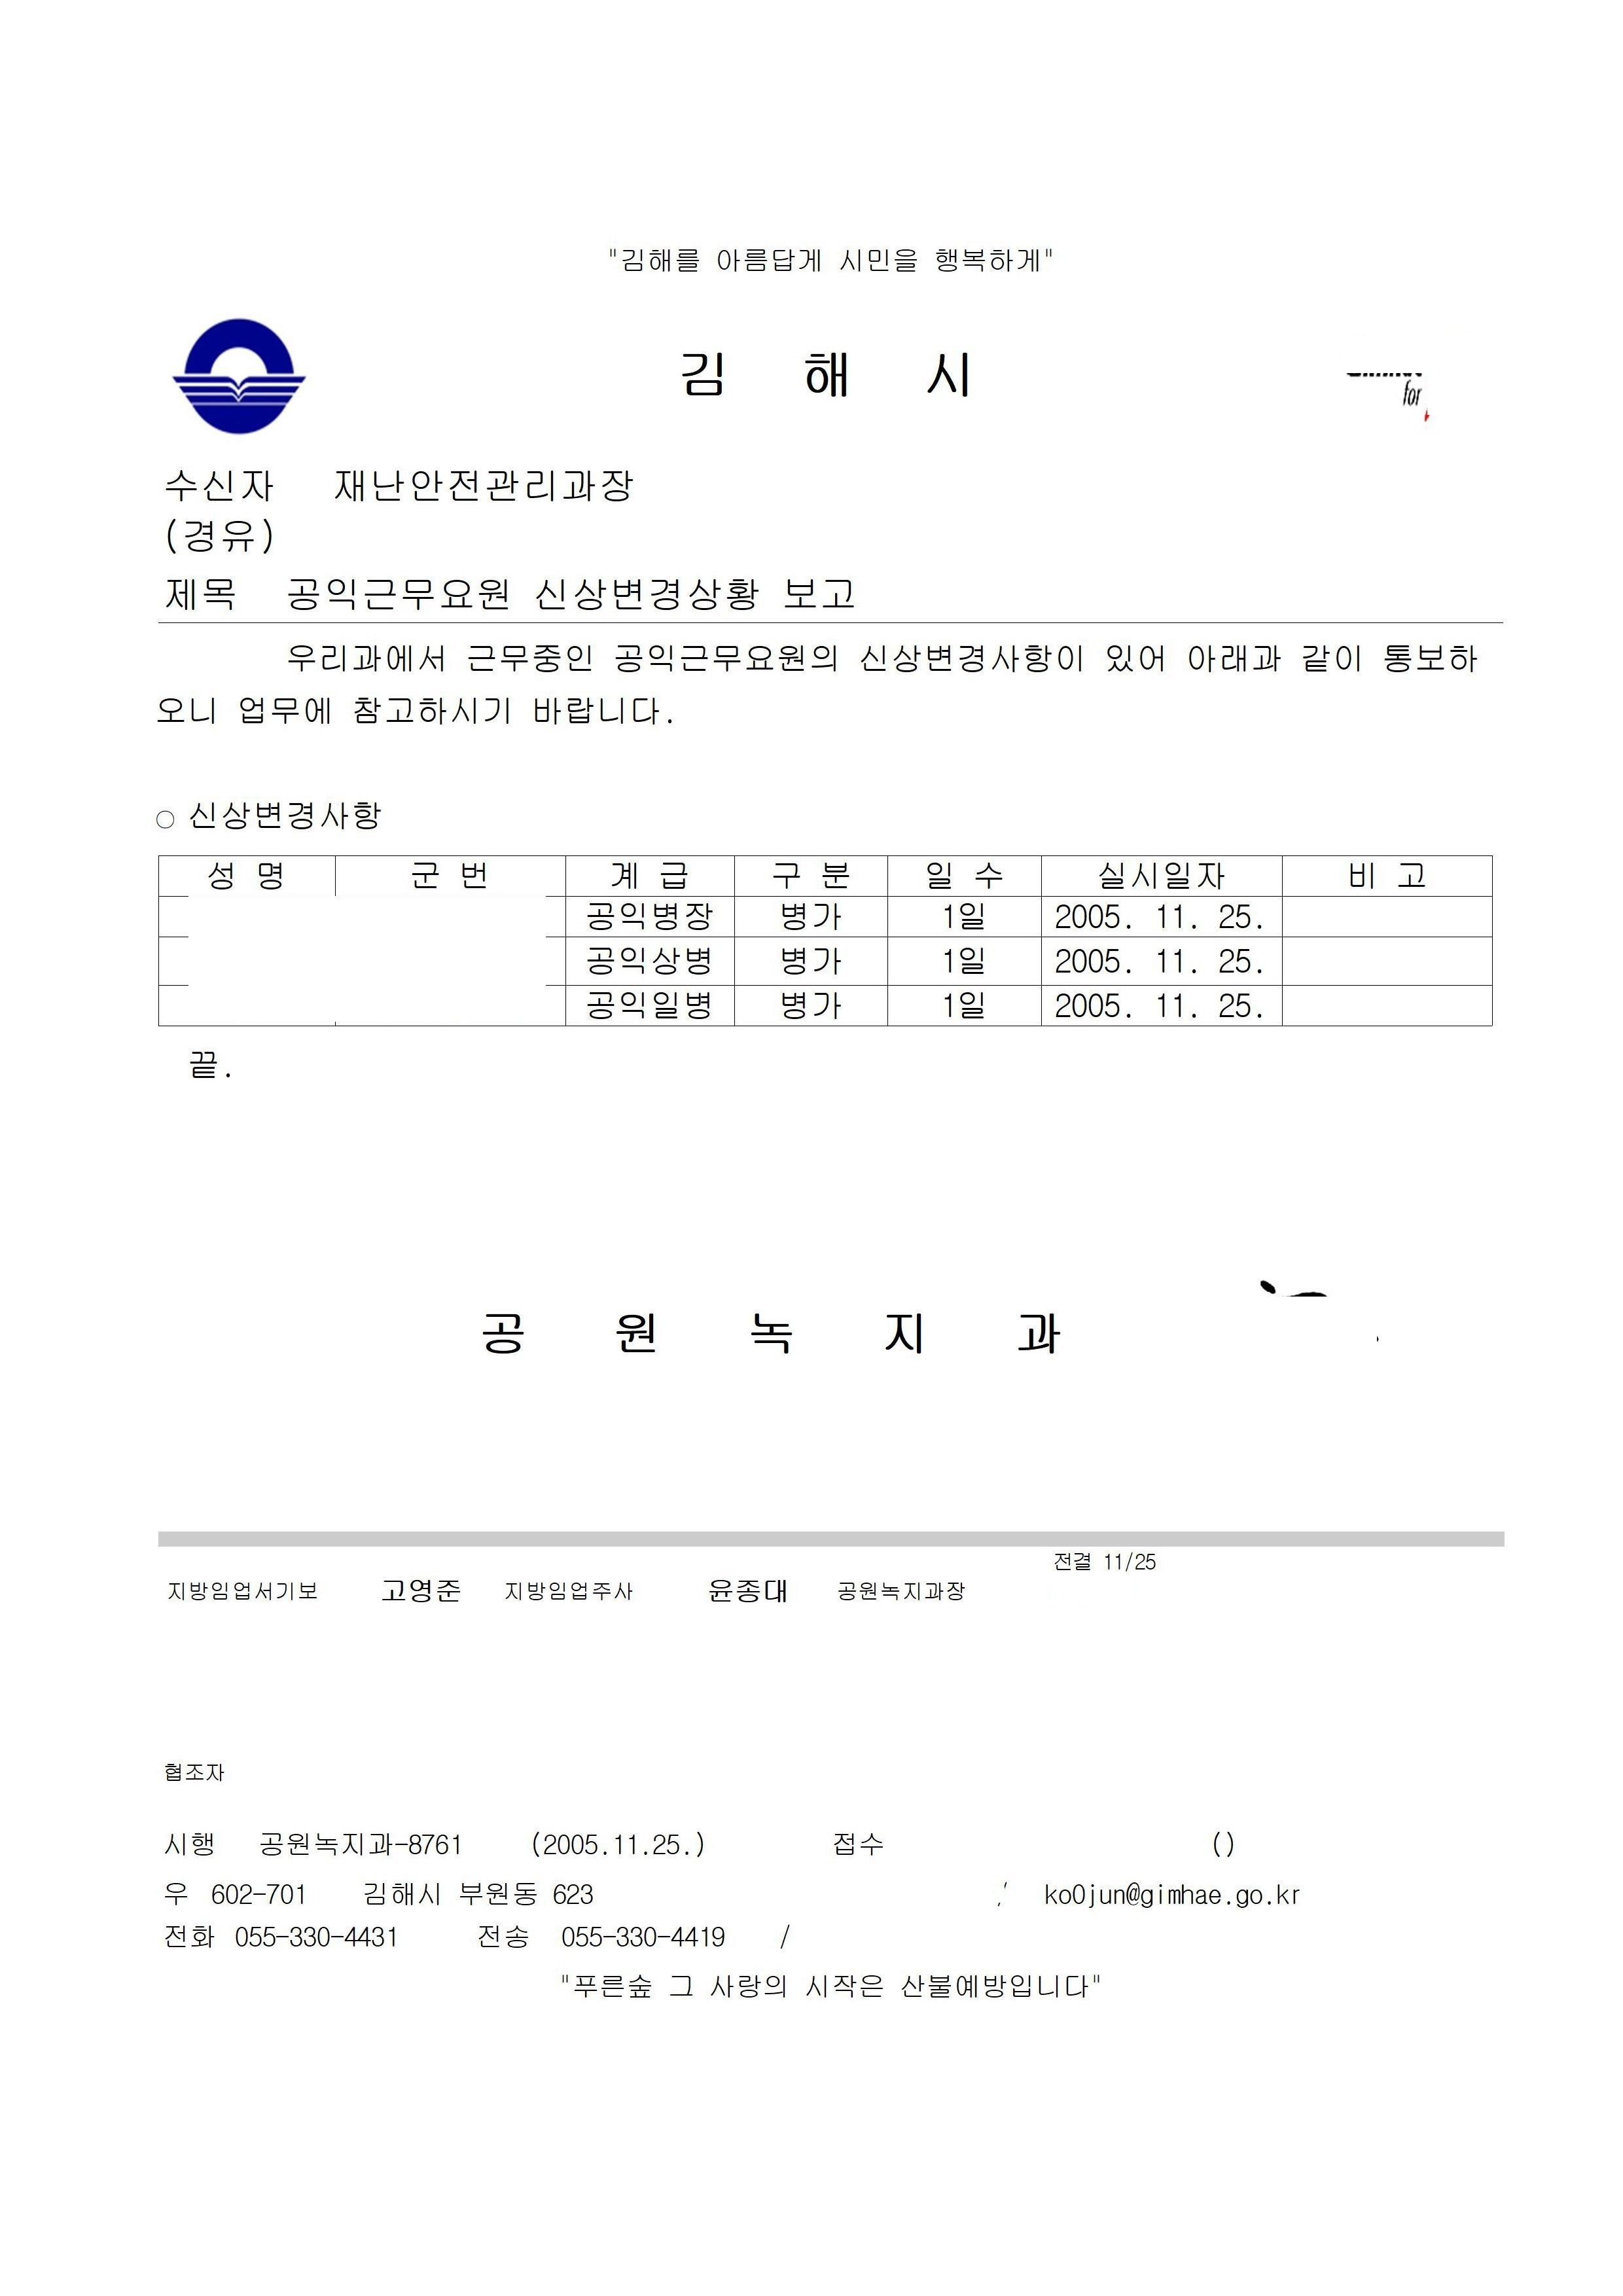 "김해를 아름답게 시민을 행복하게"
김 해 시
for
수신자 재난안전관리과장
(경유)
제목 공익근무요원 신상변경상황 보고
우리과에서 근무중인 공익근무요원의 신상변경사항이 있어 아래과 같이 통보하
오니 업무에 참고하시기 바랍니다.
○ 신상변경사항
성 명 군 번 계 급 구 분 일 수 실시일자 비 고
공익병장 병가 1일 2005. 11. 25.
공익상병 병가 1일 2005. 11. 25.
공익일병 병가 1일 2005. 11. 25.
끝.
공 원 녹 지 과
전결 11/25
지방임업서기보 고영준 지방임업주사 윤종대 공원녹지과장
협조자
시행 공원녹지과-8761 (2005.11.25.) 접수 ()
우 602-701 김해시 부원동 623 ko0jun@gimhae.go.kr
전화 055-330-4431 전송 055-330-4419 /
"푸른숲 그 사랑의 시작은 산불예방입니다"